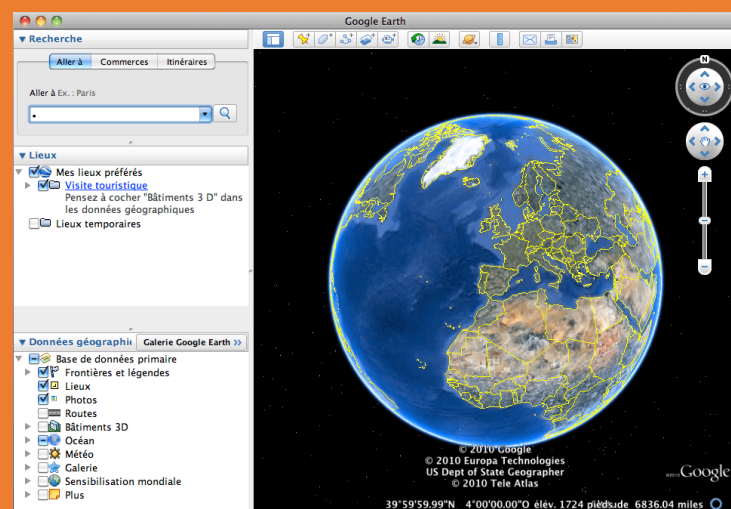 Google Earth
▼ Recherche
Aller à Commerces Itinéraires
Aller à Ex. : Paris
▼ Lieux
Mes lieux préférés
Visite touristique
Pensez à cocher "Bâtiments 3 D" dans
les données géographiques
Lieux temporaires
▼ Données géographi Galerie Google Earth >>
Base de données primaire
Frontières et légendes
Lieux
Photos
Routes
Bâtiments 3D
Océan
Météo
Galerie
Sensibilisation mondiale
Plus
N
© 2010 Google
© 2010 Europa Technologies
US Dept of State Geographer
© 2010 Tele Atlas
Google
39°59'59.99"N 4°00'00.00"O élév. 1724 pieds 6836.04 miles